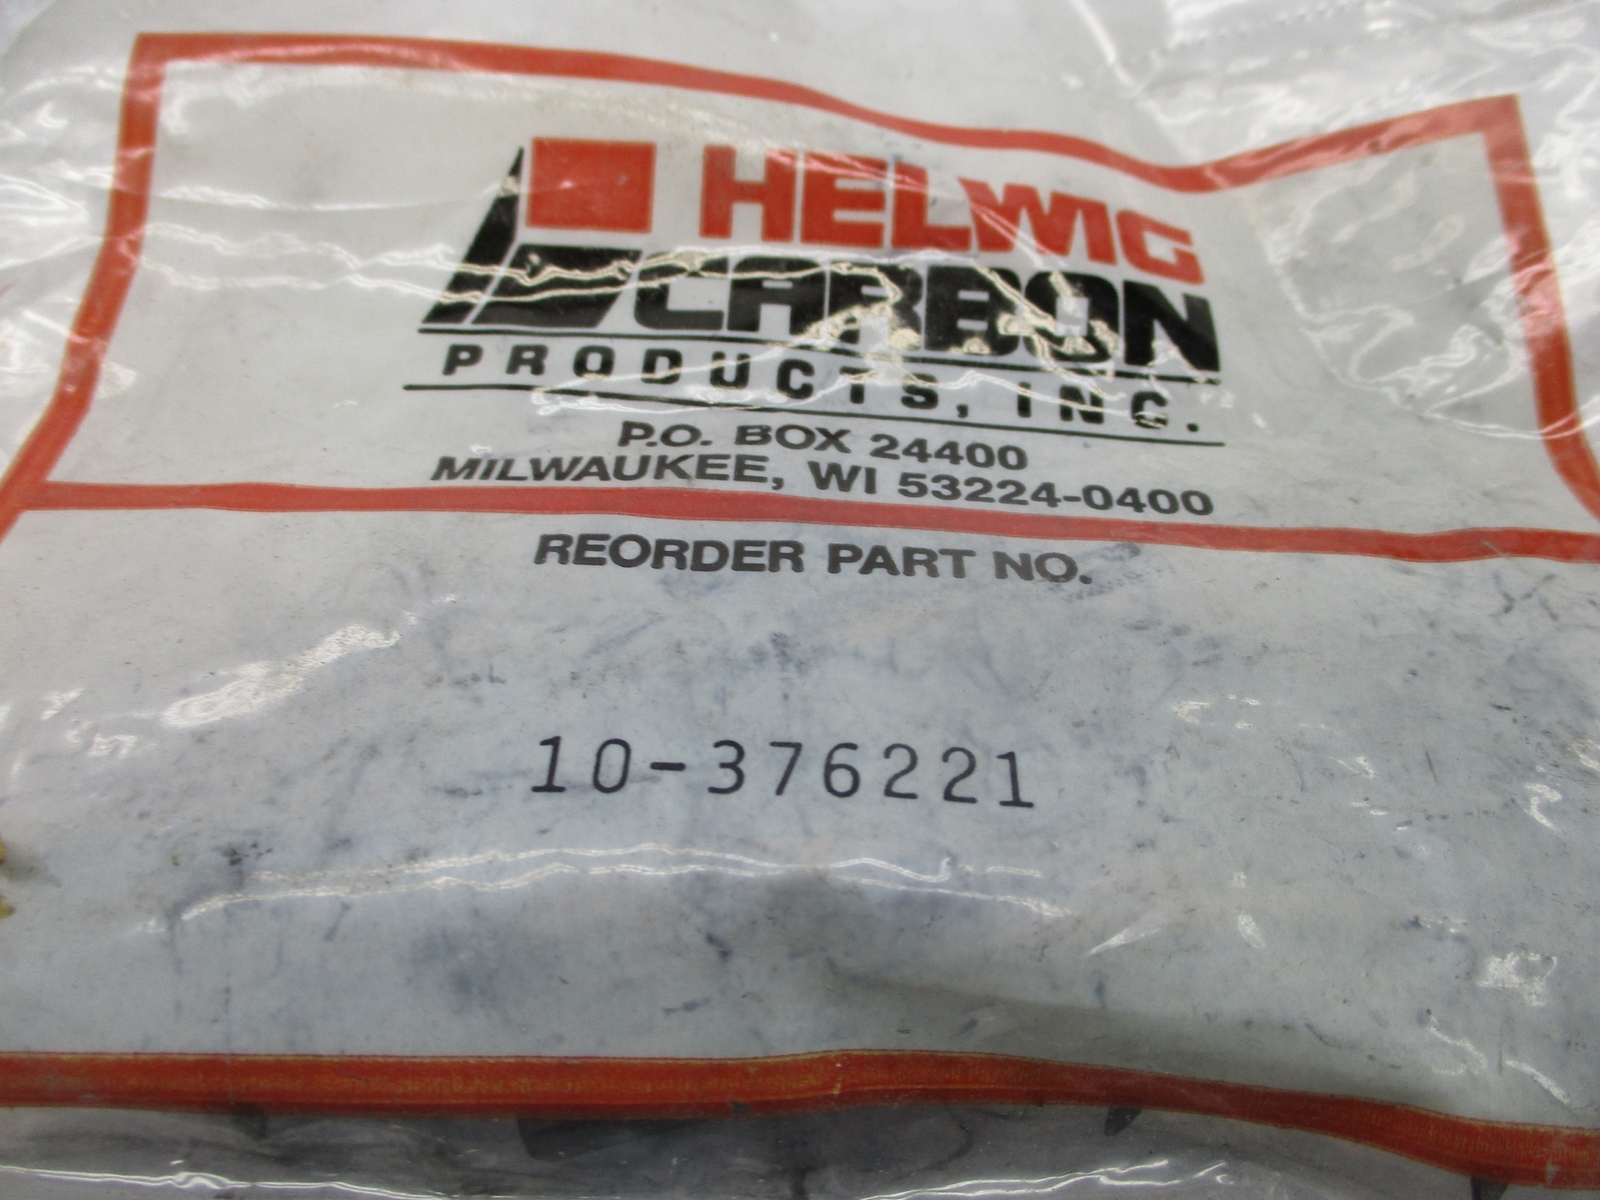 HELWIG
CARBON
PRODUCTS, INC.
P.O. BOX 24400
MILWAUKEE, WI 53224-0400
REORDER PART NO.
10-376221